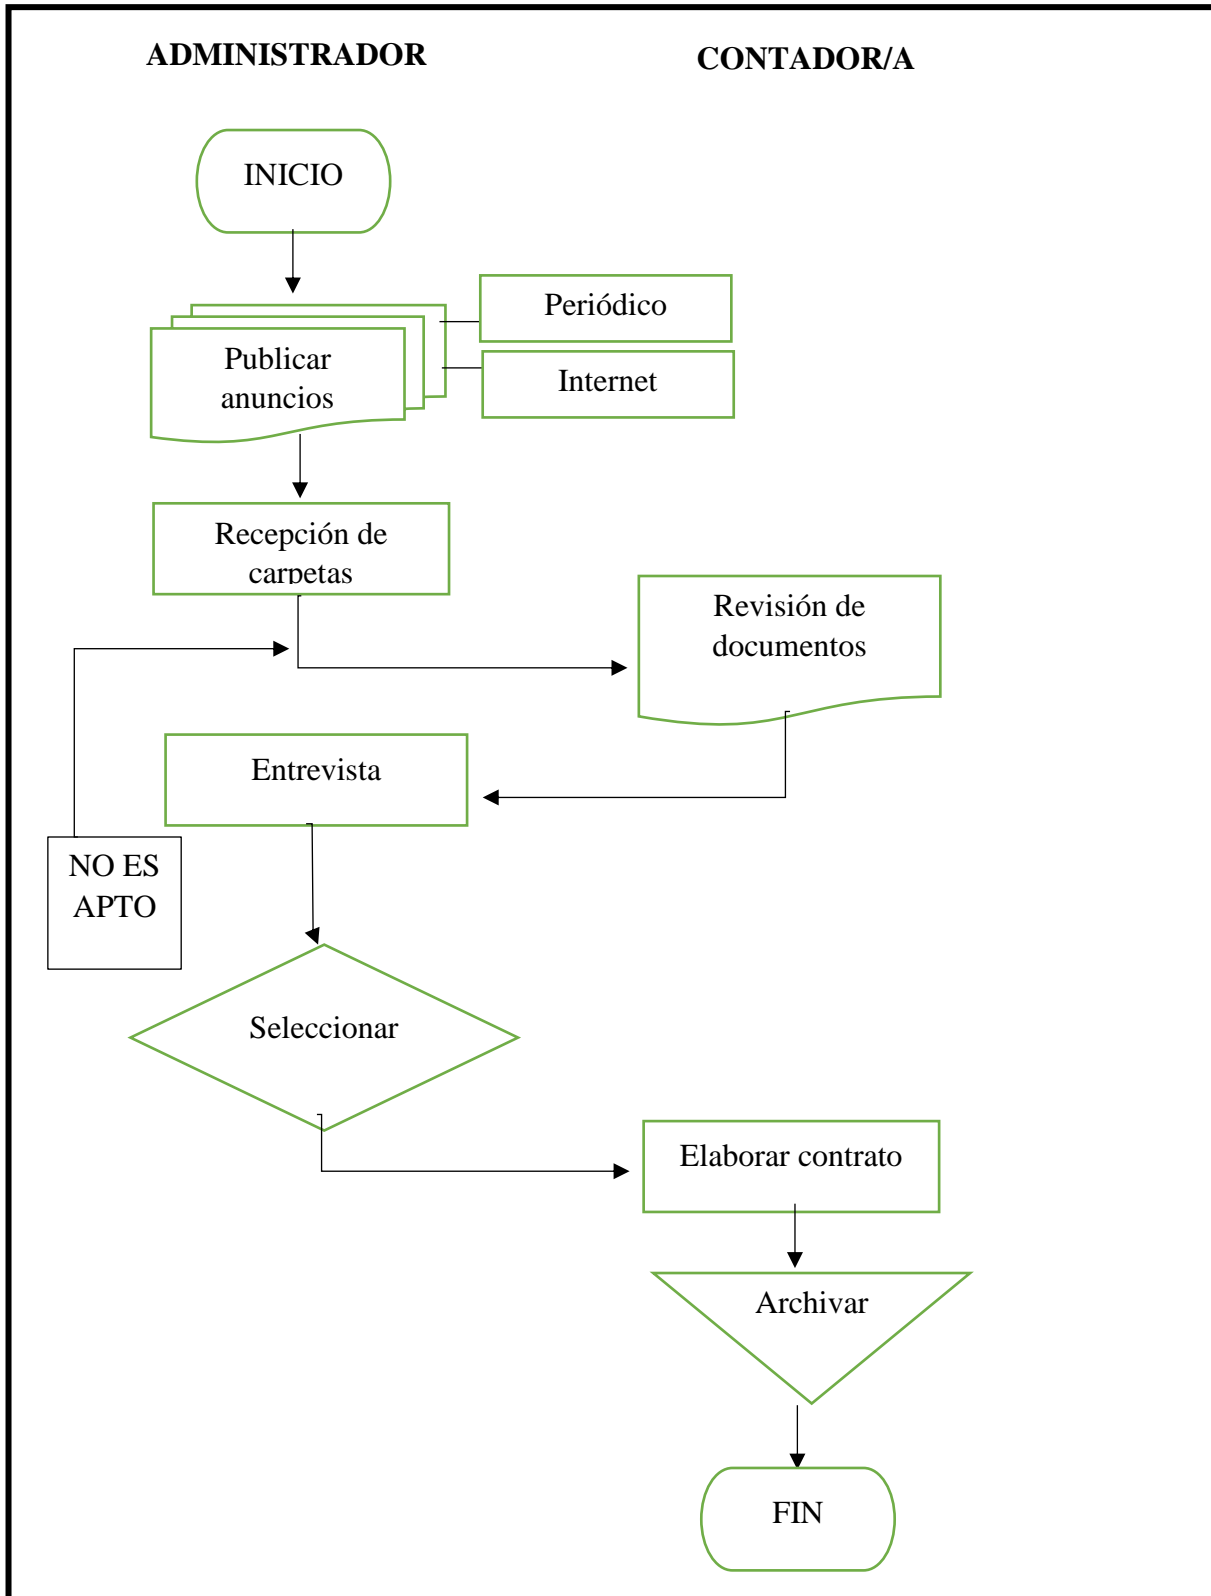 ADMINISTRADOR
CONTADOR/A
INICIO
Periódico
Publicar
anuncios
Internet
Recepción de
carpetas
Revisión de
documentos
Entrevista
NO ES
APTO
Seleccionar
Elaborar contrato
Archivar
FIN